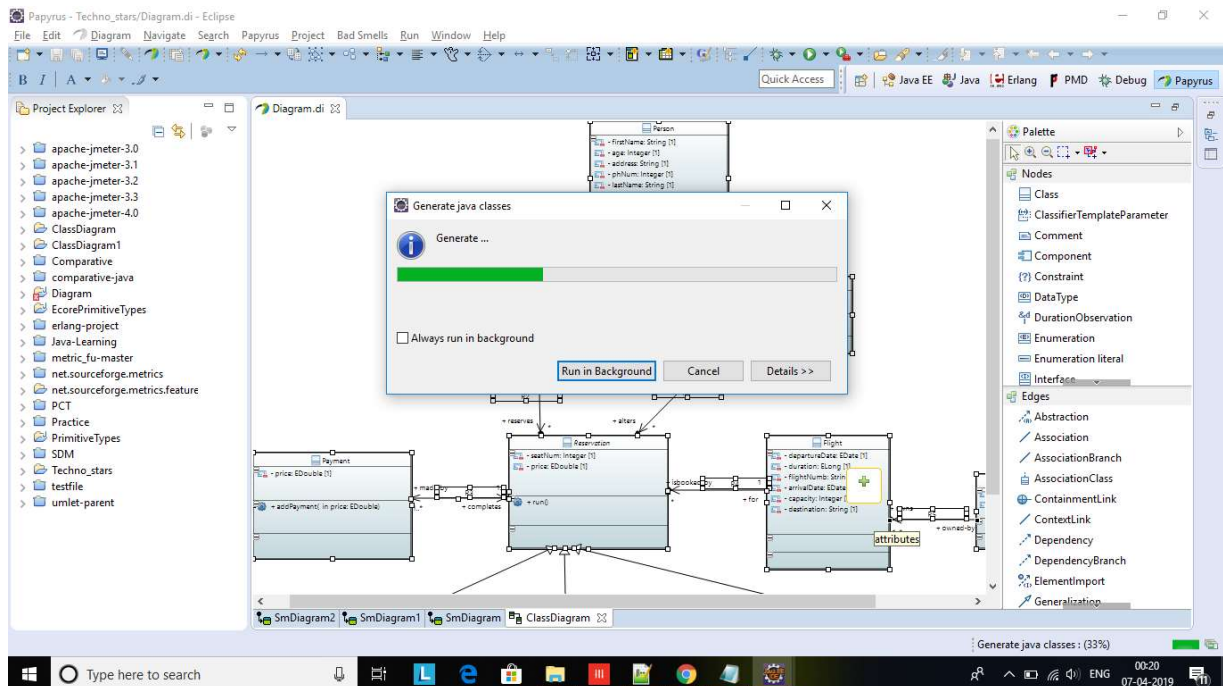 Papyrus - Techno_stars/Diagram.di - Eclipse
File Edit Diagram Navigate Search Papyrus Project Bad Smells Run Window Help
B I A
Quick Access Java EE Java Erlang PMD Debug Papyrus
Project Explorer
apache-jmeter-3.0
apache-jmeter-3.1
apache-jmeter-3.2
apache-jmeter-3.3
apache-jmeter-4.0
ClassDiagram
ClassDiagram1
Comparative
comparative-java
Diagram
EcorePrimitiveTypes
erlang-project
Java-Learning
metric_fu-master
net.sourceforge.metrics
net.sourceforge.metrics.feature
PCT
Practice
PrimitiveTypes
SDM
Techno_stars
testfile
umlet-parent
Diagram.di
Person
- firstName: String [1]
- age: Integer [1]
- address: String [1]
- phNum: Integer [1]
- lastName: String [1]
Generate java classes
Generate ...
Always run in background
Run in Background Cancel Details >>
+ reserves
*
+ alters
*
Reservation
- seatNum: Integer [1]
- price: EDouble [1]
+ run()
Payment
- price: EDouble [1]
+ addPayment( in price: EDouble)
+ completes
Flight
- departureDate: EDate [1]
- duration: ELong [1]
- flightNumb: Strin
- arrivalDate: EDate
- capacity: Integer [
- destination: String [1]
1
+ for
*
+ owned-by
attributes
SmDiagram2 SmDiagram1 SmDiagram ClassDiagram
Palette
Nodes
Class
ClassifierTemplateParameter
Comment
Component
{?} Constraint
DataType
DurationObservation
Enumeration
Enumeration literal
Interface
Edges
Abstraction
Association
AssociationBranch
AssociationClass
ContainmentLink
ContextLink
Dependency
DependencyBranch
ElementImport
Generalization
Generate java classes : (33%)
Type here to search
L
ENG
00:20
07-04-2019
11